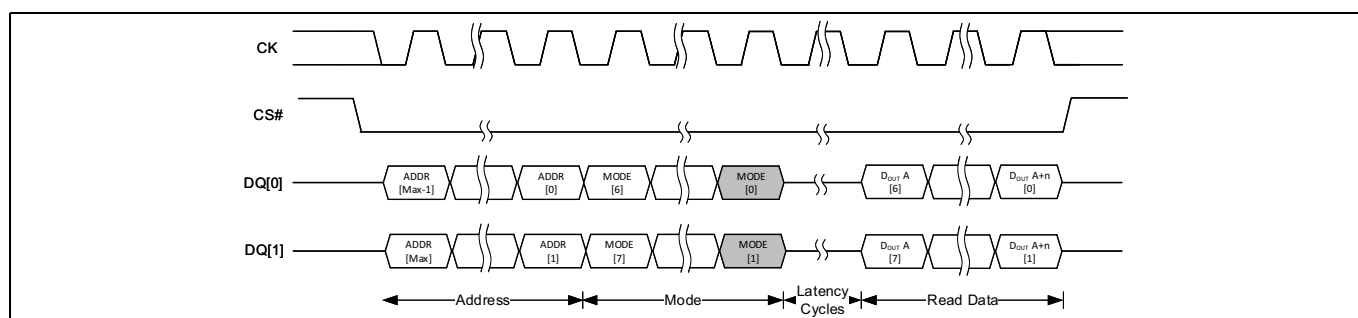 CK
CS#
DQ[0]
ADDR [Max-1]
ADDR [0]
MODE [6]
MODE [0]
DOUT A [6]
DOUT A+n [0]
DQ[1]
ADDR [Max]
ADDR [1]
MODE [7]
MODE [1]
DOUT A [7]
DOUT A+n [1]
Address
Mode
Latency Cycles
Read Data